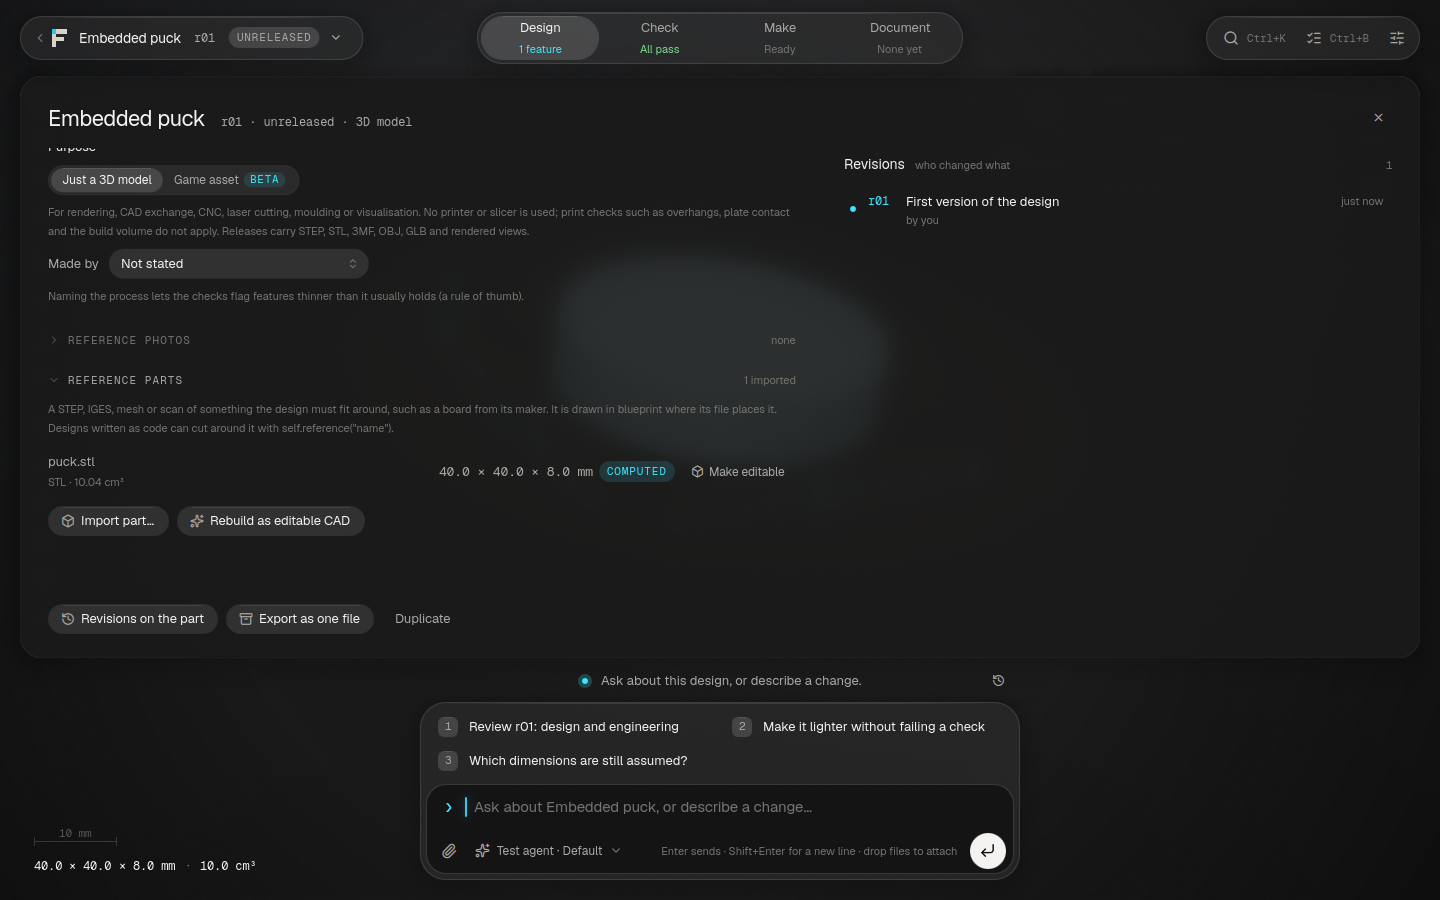 Embedded puck r01 UNRELEASED
Design
1 feature
Check
All pass
Make
Ready
Document
None yet
Ctrl+K
Ctrl+B
Embedded puck r01 · unreleased · 3D model
Purpose
Just a 3D model
Game asset BETA
For rendering, CAD exchange, CNC, laser cutting, moulding or visualisation. No printer or slicer is used; print checks such as overhangs, plate contact
and the build volume do not apply. Releases carry STEP, STL, 3MF, OBJ, GLB and rendered views.
Made by Not stated
Naming the process lets the checks flag features thinner than it usually holds (a rule of thumb).
REFERENCE PHOTOS none
REFERENCE PARTS 1 imported
A STEP, IGES, mesh or scan of something the design must fit around, such as a board from its maker. It is drawn in blueprint where its file places it.
Designs written as code can cut around it with self.reference("name").
puck.stl
STL · 10.04 cm³
40.0 × 40.0 × 8.0 mm COMPUTED Make editable
Import part…
Rebuild as editable CAD
Revisions on the part
Export as one file
Duplicate
Revisions who changed what 1
r01 First version of the design just now
by you
Ask about this design, or describe a change.
1 Review r01: design and engineering
2 Make it lighter without failing a check
3 Which dimensions are still assumed?
Ask about Embedded puck, or describe a change…
Test agent · Default
Enter sends · Shift+Enter for a new line · drop files to attach
10 mm
40.0 × 40.0 × 8.0 mm · 10.0 cm³